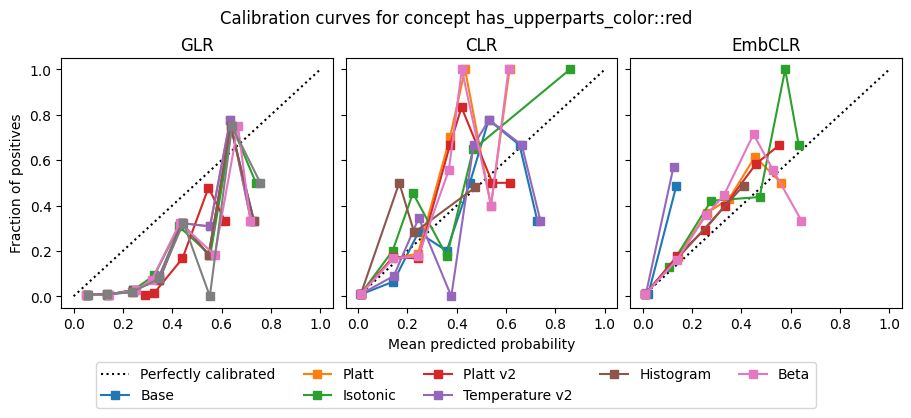 Calibration curves for concept has_upperparts_color::red
GLR
CLR
EmbCLR
Fraction of positives
1.0
0.8
0.6
0.4
0.2
0.0
0.0 0.2 0.4 0.6 0.8 1.0
0.0 0.2 0.4 0.6 0.8 1.0
0.0 0.2 0.4 0.6 0.8 1.0
Mean predicted probability
Perfectly calibrated
Base
Platt
Isotonic
Platt v2
Temperature v2
Histogram
Beta